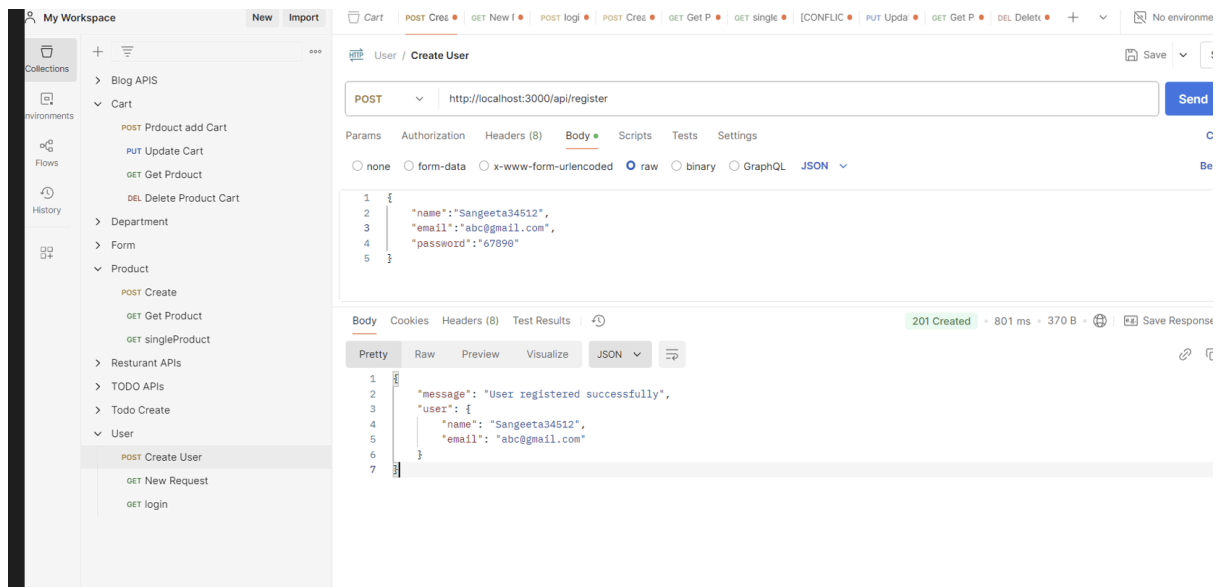 My Workspace New Import
Cart POST Crea GET New I POST logi POST Crea GET Get P GET single [CONFLIC PUT Upda GET Get P. DEL Delete No environme
Collections
nvironments
Flows
History
Blog APIS
Cart
POST Prdouct add Cart
PUT Update Cart
GET Get Prdouct
DEL Delete Product Cart
Department
Form
Product
POST Create
GET Get Product
GET singleProduct
Resturant APIs
TODO APIs
Todo Create
User
POST Create User
GET New Request
GET login
HTTP User / Create User Save
POST http://localhost:3000/api/register Send
Params Authorization Headers (8) Body Scripts Tests Settings C
none form-data x-www-form-urlencoded raw binary GraphQL JSON Be
1 {
2 "name":"Sangeeta34512",
3 "email":"abc@gmail.com",
4 "password":"67890"
5 }
Body Cookies Headers (8) Test Results 201 Created 801 ms 370 B Save Response
Pretty Raw Preview Visualize JSON
1 {
2 "message": "User registered successfully",
3 "user": {
4 "name": "Sangeeta34512",
5 "email": "abc@gmail.com"
6 }
7 }